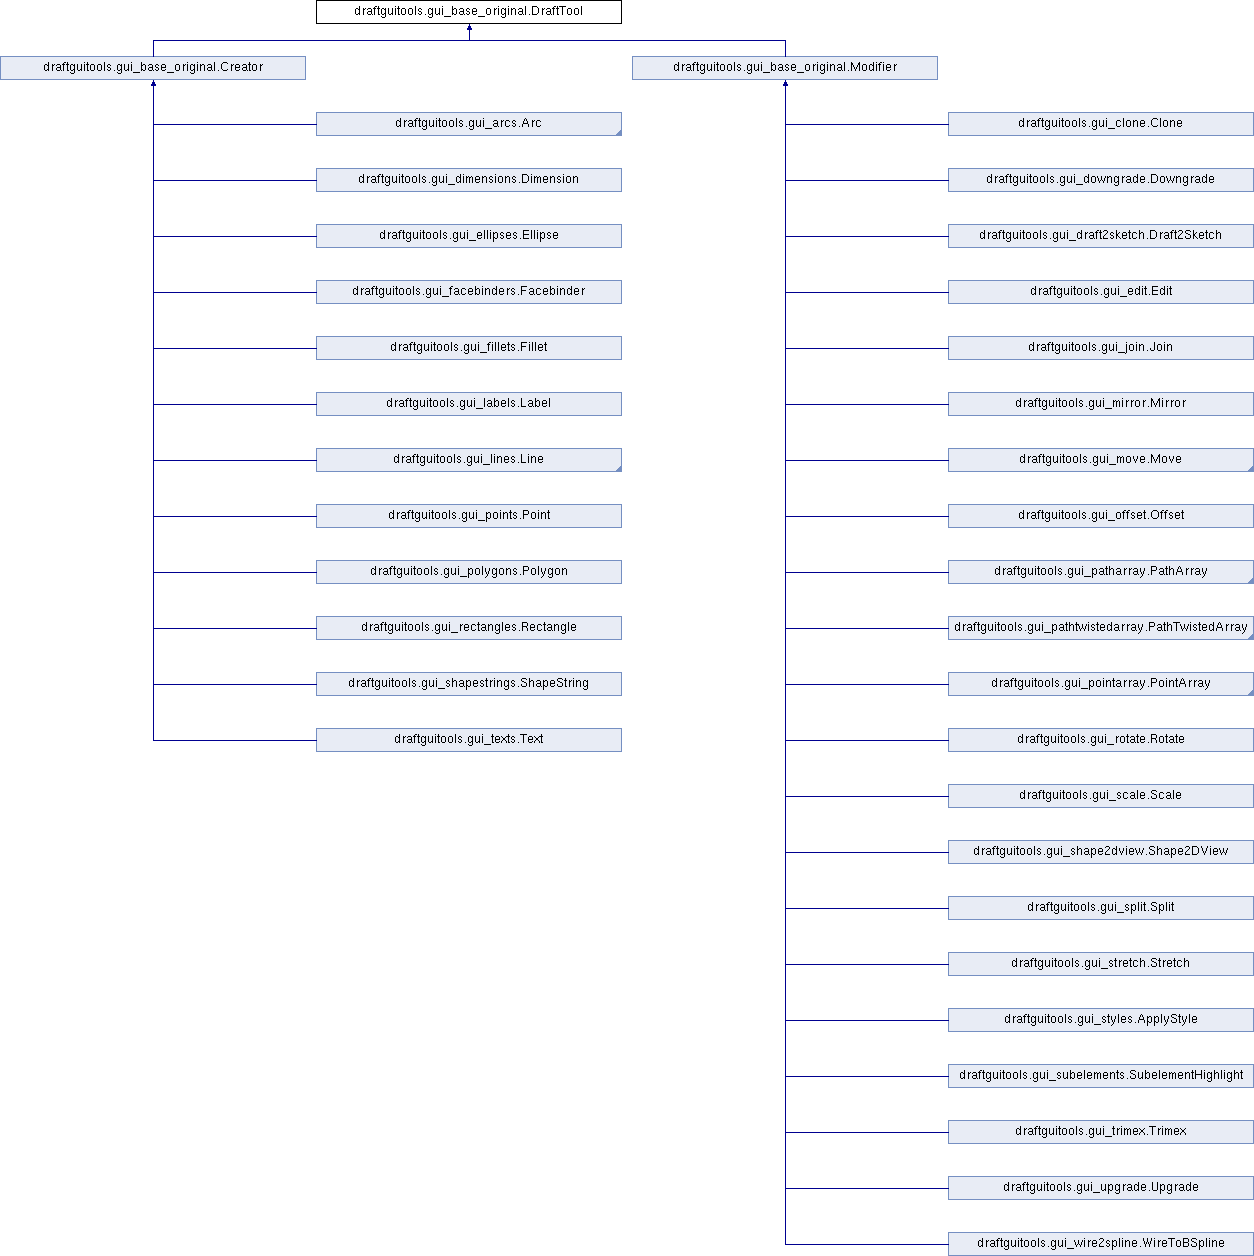 draftguitools.gui_base_original.DraftTool
draftguitools.gui_base_original.Creator
draftguitools.gui_base_original.Modifier
draftguitools.gui_arcs.Arc
draftguitools.gui_clone.Clone
draftguitools.gui_dimensions.Dimension
draftguitools.gui_downgrade.Downgrade
draftguitools.gui_ellipses.Ellipse
draftguitools.gui_draft2sketch.Draft2Sketch
draftguitools.gui_facebinders.Facebinder
draftguitools.gui_edit.Edit
draftguitools.gui_fillets.Fillet
draftguitools.gui_join.Join
draftguitools.gui_labels.Label
draftguitools.gui_mirror.Mirror
draftguitools.gui_lines.Line
draftguitools.gui_move.Move
draftguitools.gui_points.Point
draftguitools.gui_offset.Offset
draftguitools.gui_polygons.Polygon
draftguitools.gui_patharray.PathArray
draftguitools.gui_rectangles.Rectangle
draftguitools.gui_pathtwistedarray.PathTwistedArray
draftguitools.gui_shapestrings.ShapeString
draftguitools.gui_pointarray.PointArray
draftguitools.gui_texts.Text
draftguitools.gui_rotate.Rotate
draftguitools.gui_scale.Scale
draftguitools.gui_shape2dview.Shape2DView
draftguitools.gui_split.Split
draftguitools.gui_stretch.Stretch
draftguitools.gui_styles.ApplyStyle
draftguitools.gui_subelements.SubelementHighlight
draftguitools.gui_trimex.Trimex
draftguitools.gui_upgrade.Upgrade
draftguitools.gui_wire2spline.WireToBSpline